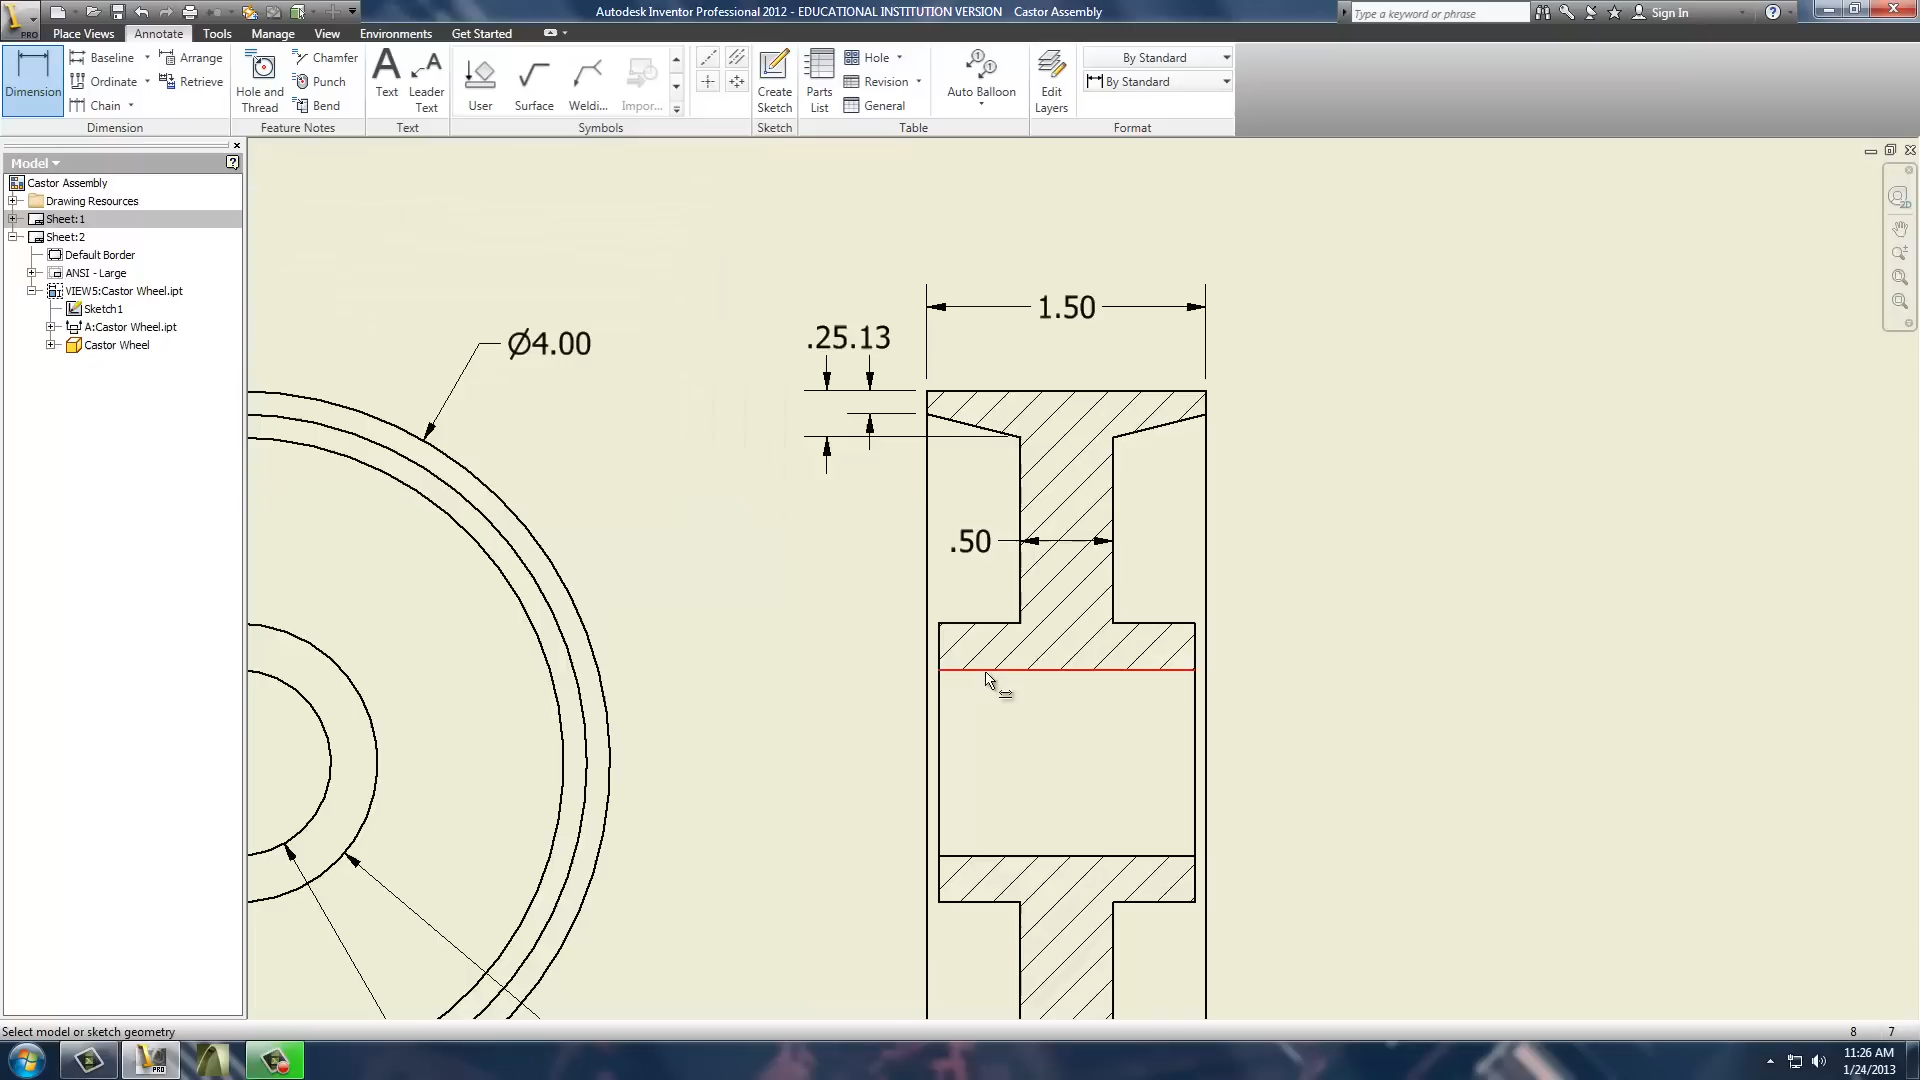 Autodesk Inventor Professional 2012 - EDUCATIONAL INSTITUTION VERSION Castor Assembly
Type a keyword or phrase
Sign In
PRO
Place Views Annotate Tools Manage View Environments Get Started
Dimension
Baseline
Ordinate
Chain
Arrange
Retrieve
Dimension
Hole and Thread
Chamfer
Punch
Bend
Feature Notes
Text
Leader Text
Text
User
Surface
Weldi...
Impor...
Symbols
Create Sketch
Sketch
Parts List
Hole
Revision
General
Table
Auto Balloon
Edit Layers
By Standard
By Standard
Format
Model
Castor Assembly
Drawing Resources
Sheet:1
Sheet:2
Default Border
ANSI - Large
VIEW5:Castor Wheel.ipt
Sketch1
A:Castor Wheel.ipt
Castor Wheel
2D
Ø4.00
1.50
.25 .13
.50
Select model or sketch geometry
8 7
PRO
11:26 AM
1/24/2013